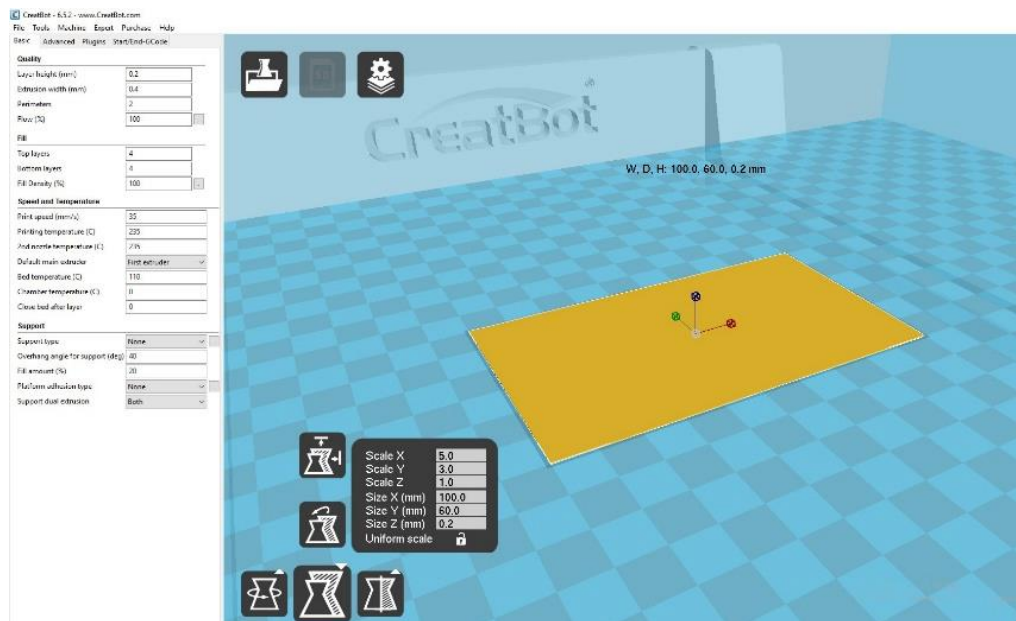 CreatBot - 6.5.2 - www.CreatBot.com
File Tools Machine Expert Purchase Help
Basic Advanced Plugins Start/End-GCode
Quality
Layer height (mm) 0.2
Extrusion width (mm) 0.4
Perimeters 2
Flow (%) 100
Fill
Top layers 4
Bottom layers 4
Fill Density (%) 100
Speed and Temperature
Print speed (mm/s) 35
Printing temperature (C) 235
2nd nozzle temperature (C) 235
Default main extruder First extruder
Bed temperature (C) 110
Chamber temperature (C) 0
Close bed after layer 0
Support
Support type None
Overhang angle for support (deg) 40
Fill amount (%) 20
Platform adhesion type None
Support dual extrusion Both
CreatBot®
W, D, H: 100.0, 60.0, 0.2 mm
Scale X 5.0
Scale Y 3.0
Scale Z 1.0
Size X (mm) 100.0
Size Y (mm) 60.0
Size Z (mm) 0.2
Uniform scale